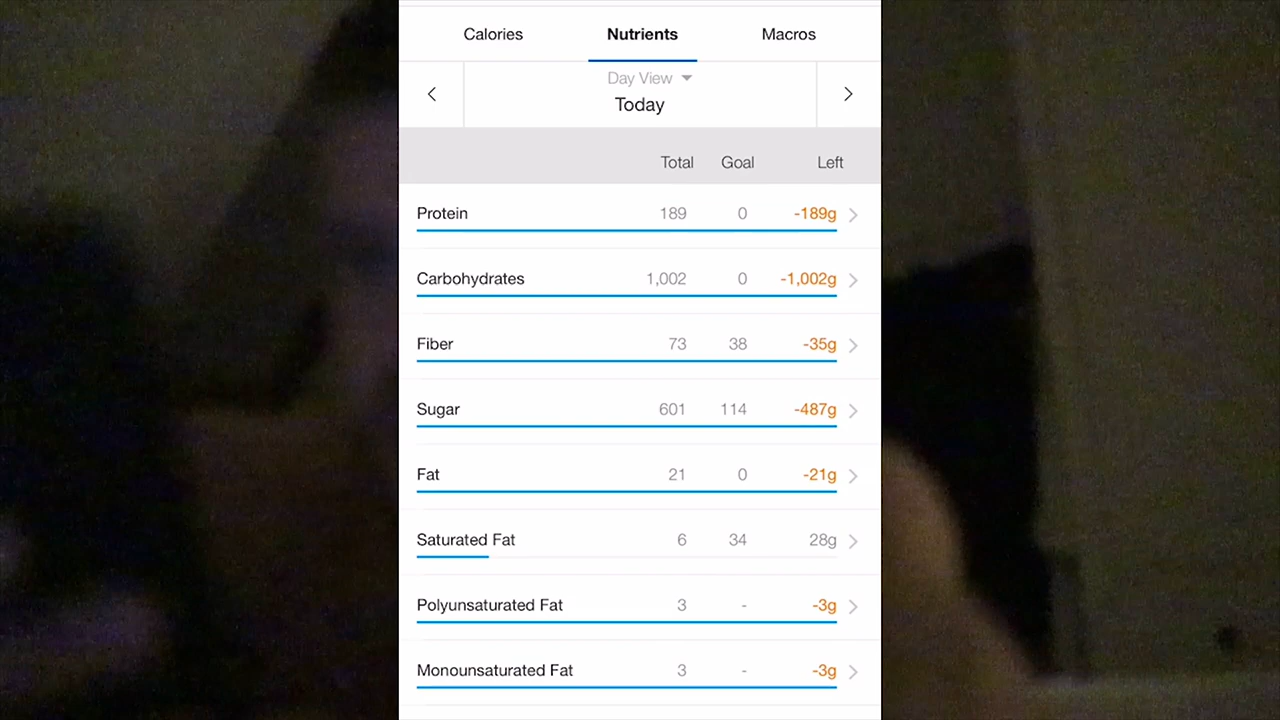 Calories Nutrients Macros
Day View
Today
Total Goal Left
Protein 189 0 -189g
Carbohydrates 1,002 0 -1,002g
Fiber 73 38 -35g
Sugar 601 114 -487g
Fat 21 0 -21g
Saturated Fat 6 34 28g
Polyunsaturated Fat 3 - -3g
Monounsaturated Fat 3 - -3g